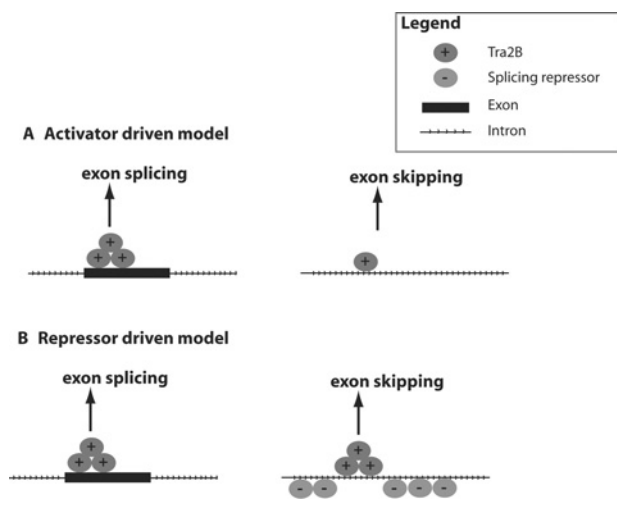 Legend
+ Tra2B
- Splicing repressor
Exon
Intron
A Activator driven model
exon splicing exon skipping
+
+ + +
B Repressor driven model
exon splicing exon skipping
+ +
+ + + +
- - - - -